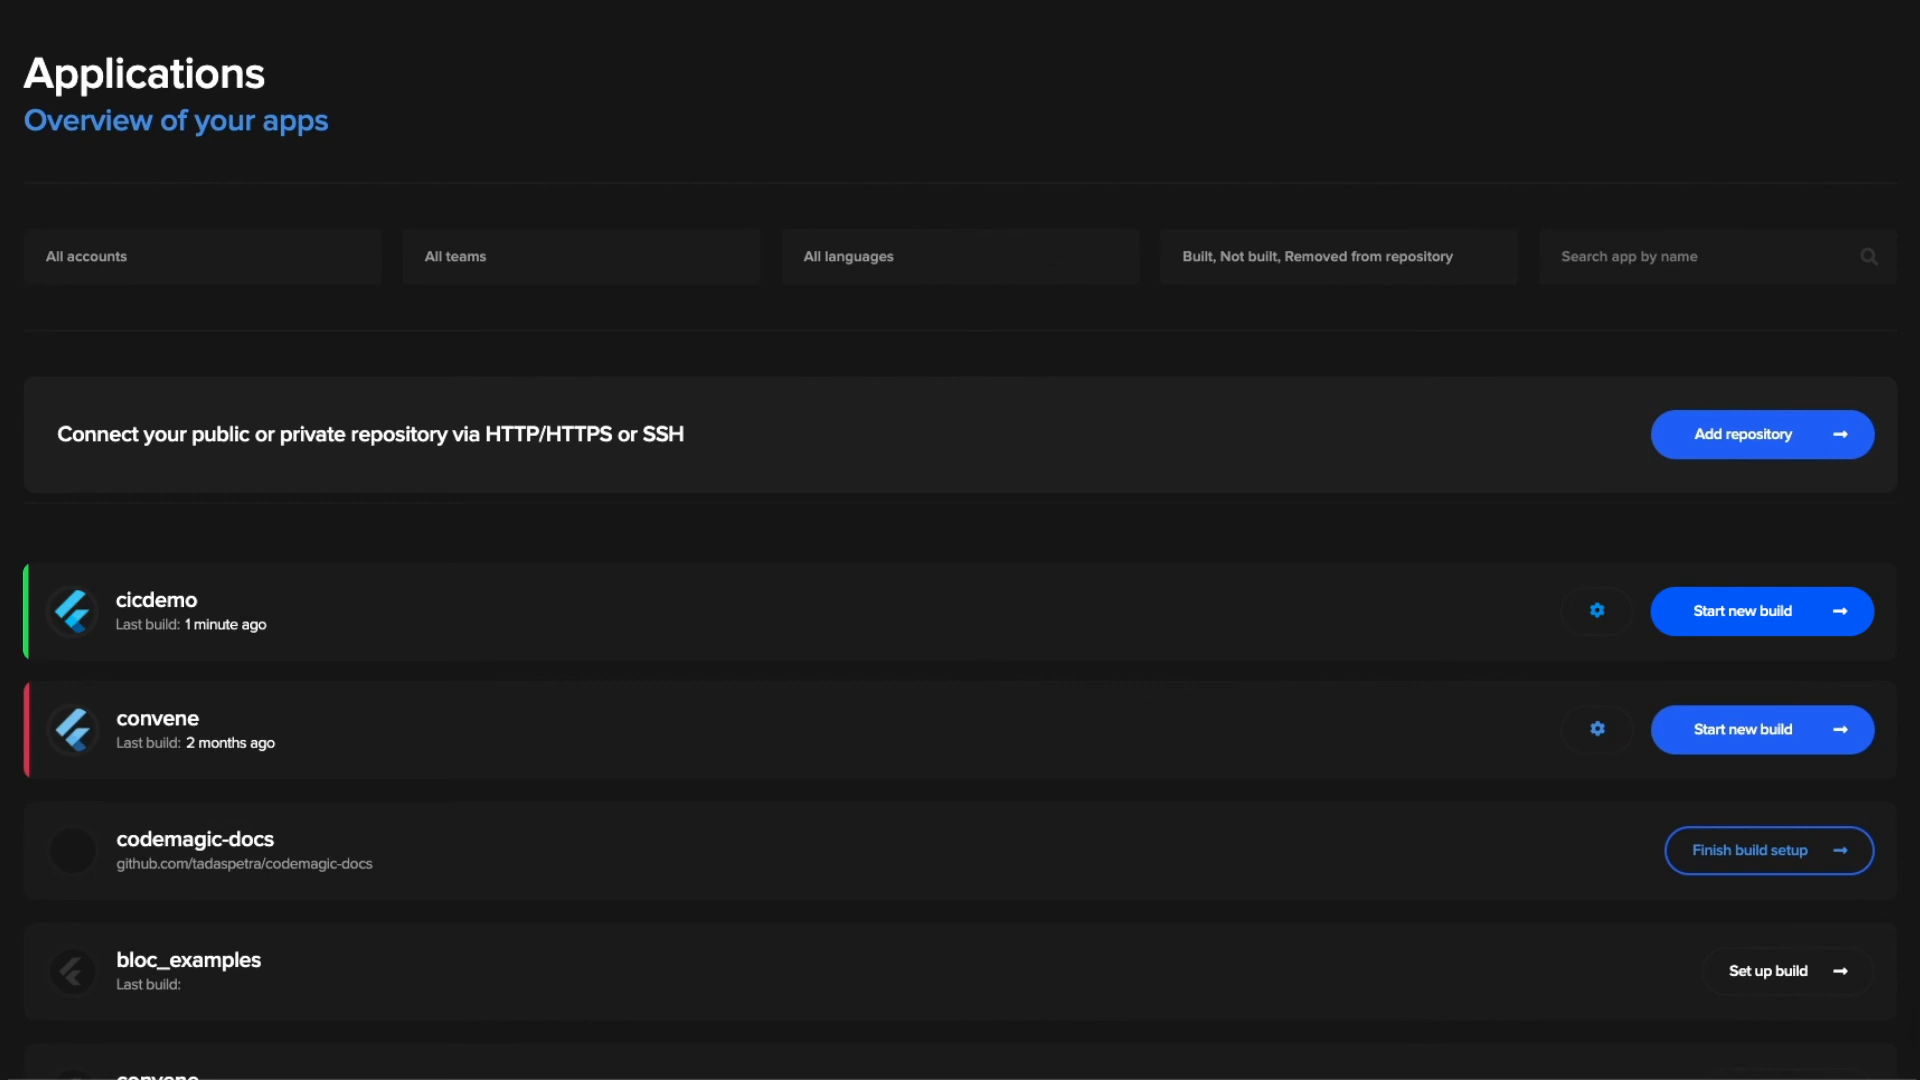 Applications
Overview of your apps
All accounts
All teams
All languages
Built, Not built, Removed from repository
Search app by name
Connect your public or private repository via HTTP/HTTPS or SSH
Add repository
cicdemo
Last build: 1 minute ago
Start new build
convene
Last build: 2 months ago
Start new build
codemagic-docs
github.com/tadaspetra/codemagic-docs
Finish build setup
bloc_examples
Last build:
Set up build
convene